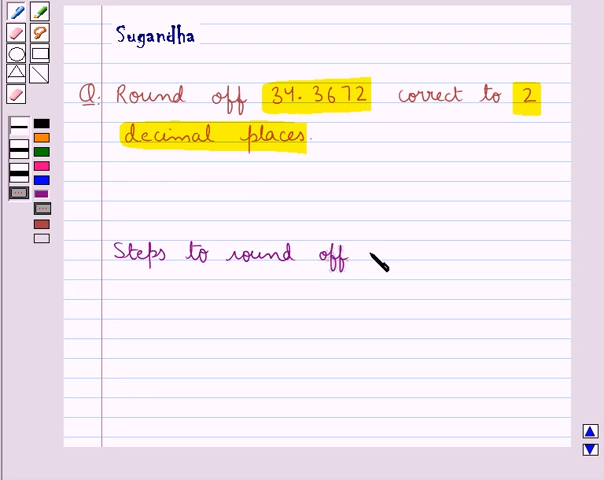 Sugandha
Q: Round off 34.3672 correct to 2
decimal places.
Steps to round off